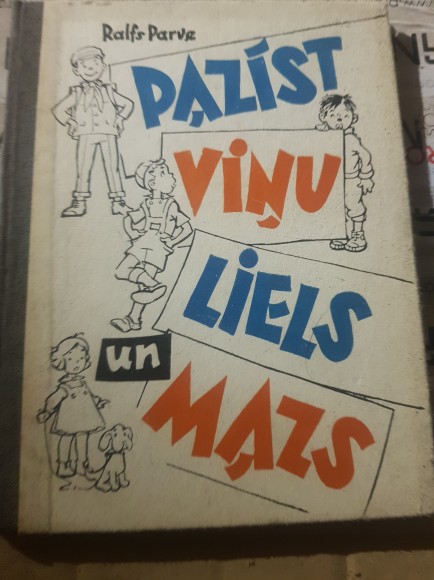 Ralfs Parve
PAZĪST
VIŅU
LIELS
un
MAZS